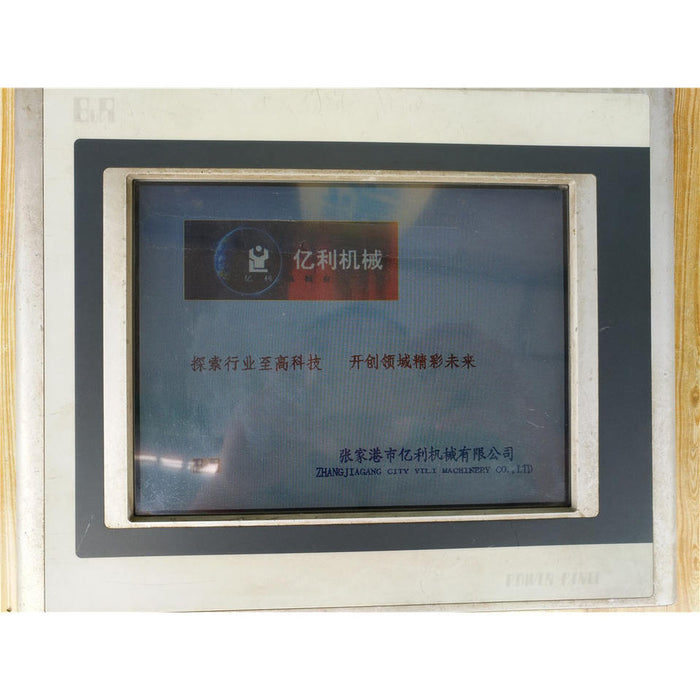 B&R
亿利机械
亿利
探索行业至高科技 开创领域精彩未来
张家港市亿利机械有限公司
ZHANGJIAGANG CITY YILI MACHINERY CO.,LTD
POWER PANEL